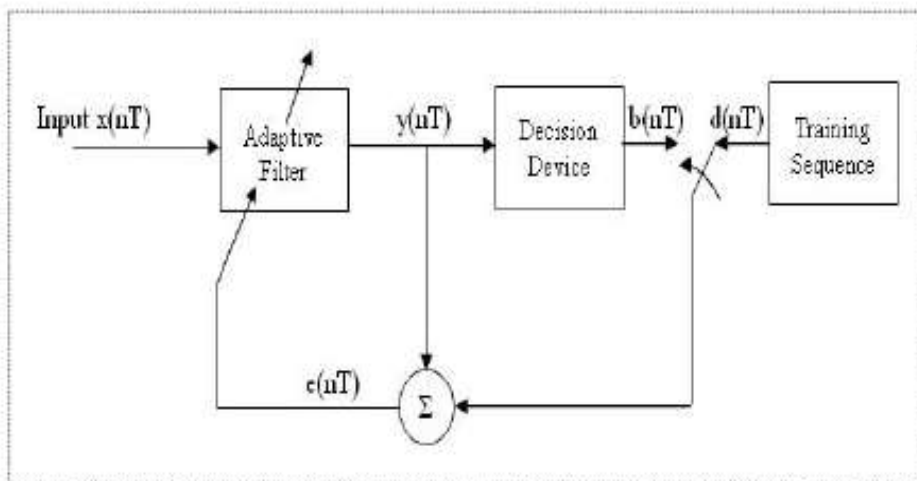 Input x(nT)
Adaptive
Filter
y(nT)
Decision
Device
b(nT)
d(nT)
Training
Sequence
e(nT)
Σ